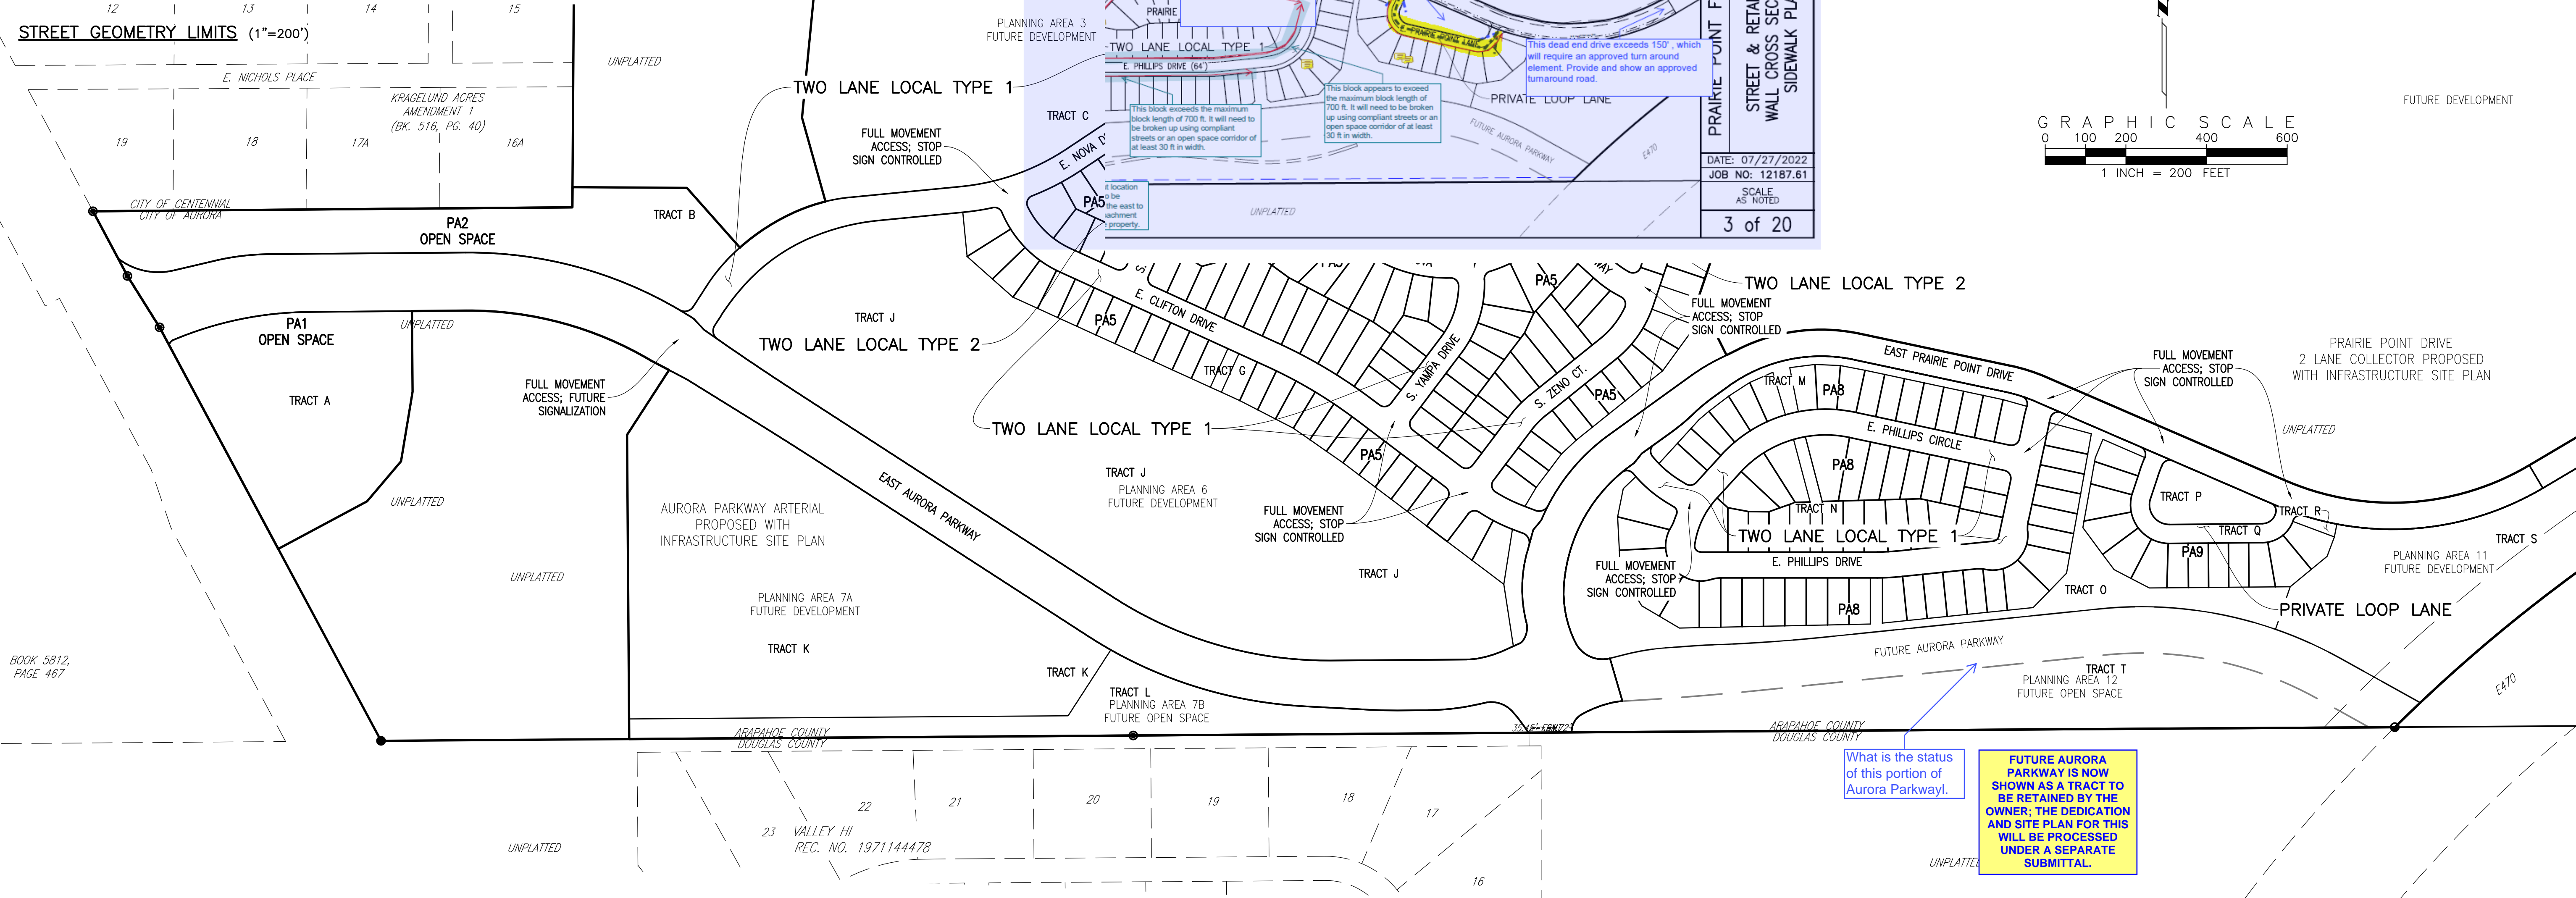 12
13
14
15
STREET GEOMETRY LIMITS (1"=200')
E. NICHOLS PLACE
UNPLATTED
KRAGELUND ACRES
AMENDMENT 1
(BK. 516, PG. 40)
19
18
17A
16A
CITY OF CENTENNIAL
CITY OF AURORA
PA2
OPEN SPACE
PA1
OPEN SPACE
UNPLATTED
TRACT A
UNPLATTED
UNPLATTED
BOOK 5812,
PAGE 467
TRACT B
TWO LANE LOCAL TYPE 1
FULL MOVEMENT
ACCESS; STOP
SIGN CONTROLLED
PLANNING AREA 3
FUTURE DEVELOPMENT
TRACT C
E. NOVA D
PRAIRIE
TWO LANE LOCAL TYPE 1
E. PHILLIPS DRIVE (64')
This block exceeds the maximum
block length of 700 ft. It will need to
be broken up using compliant
streets or an open space corridor of
at least 30 ft in width.
This block appears to exceed
the maximum block length of
700 ft. It will need to be broken
up using compliant streets or an
open space corridor of at least
30 ft in width.
This dead end drive exceeds 150' , which
will require an approved turn around
element. Provide and show an approved
turnaround road.
PRIVATE LOOP LANE
FUTURE AURORA PARKWAY
E470
t location
o be
the east to
achment
property.
PA5
UNPLATTED
PRAIRIE POINT F
STREET & RETAI
WALL CROSS SEC
SIDEWALK PLA
DATE: 07/27/2022
JOB NO: 12187.61
SCALE
AS NOTED
3 of 20
GRAPHIC SCALE
0 100 200 400 600
1 INCH = 200 FEET
FUTURE DEVELOPMENT
TRACT J
TWO LANE LOCAL TYPE 2
PA5
E. CLIFTON DRIVE
TRACT G
TWO LANE LOCAL TYPE 1
PA5
S. YAMPA DRIVE
S. ZENO CT.
PA5
PA5
TWO LANE LOCAL TYPE 2
FULL MOVEMENT
ACCESS; STOP
SIGN CONTROLLED
FULL MOVEMENT
ACCESS; FUTURE
SIGNALIZATION
EAST AURORA PARKWAY
AURORA PARKWAY ARTERIAL
PROPOSED WITH
INFRASTRUCTURE SITE PLAN
TRACT J
PLANNING AREA 6
FUTURE DEVELOPMENT
FULL MOVEMENT
ACCESS; STOP
SIGN CONTROLLED
TRACT J
PLANNING AREA 7A
FUTURE DEVELOPMENT
TRACT K
TRACT K
TRACT L
PLANNING AREA 7B
FUTURE OPEN SPACE
EAST PRAIRIE POINT DRIVE
TRACT M
PA8
E. PHILLIPS CIRCLE
PA8
TRACT N
TWO LANE LOCAL TYPE 1
E. PHILLIPS DRIVE
FULL MOVEMENT
ACCESS; STOP
SIGN CONTROLLED
PA8
FULL MOVEMENT
ACCESS; STOP
SIGN CONTROLLED
PRAIRIE POINT DRIVE
2 LANE COLLECTOR PROPOSED
WITH INFRASTRUCTURE SITE PLAN
UNPLATTED
TRACT P
TRACT Q
TRACT R
PA9
TRACT S
PLANNING AREA 11
FUTURE DEVELOPMENT
TRACT O
PRIVATE LOOP LANE
FUTURE AURORA PARKWAY
TRACT T
PLANNING AREA 12
FUTURE OPEN SPACE
E470
ARAPAHOE COUNTY
DOUGLAS COUNTY
ARAPAHOE COUNTY
DOUGLAS COUNTY
What is the status
of this portion of
Aurora Parkwayl.
FUTURE AURORA
PARKWAY IS NOW
SHOWN AS A TRACT TO
BE RETAINED BY THE
OWNER; THE DEDICATION
AND SITE PLAN FOR THIS
WILL BE PROCESSED
UNDER A SEPARATE
SUBMITTAL.
UNPLATTED
22
21
20
19
18
17
16
23 VALLEY HI
REC. NO. 1971144478
UNPLATTED